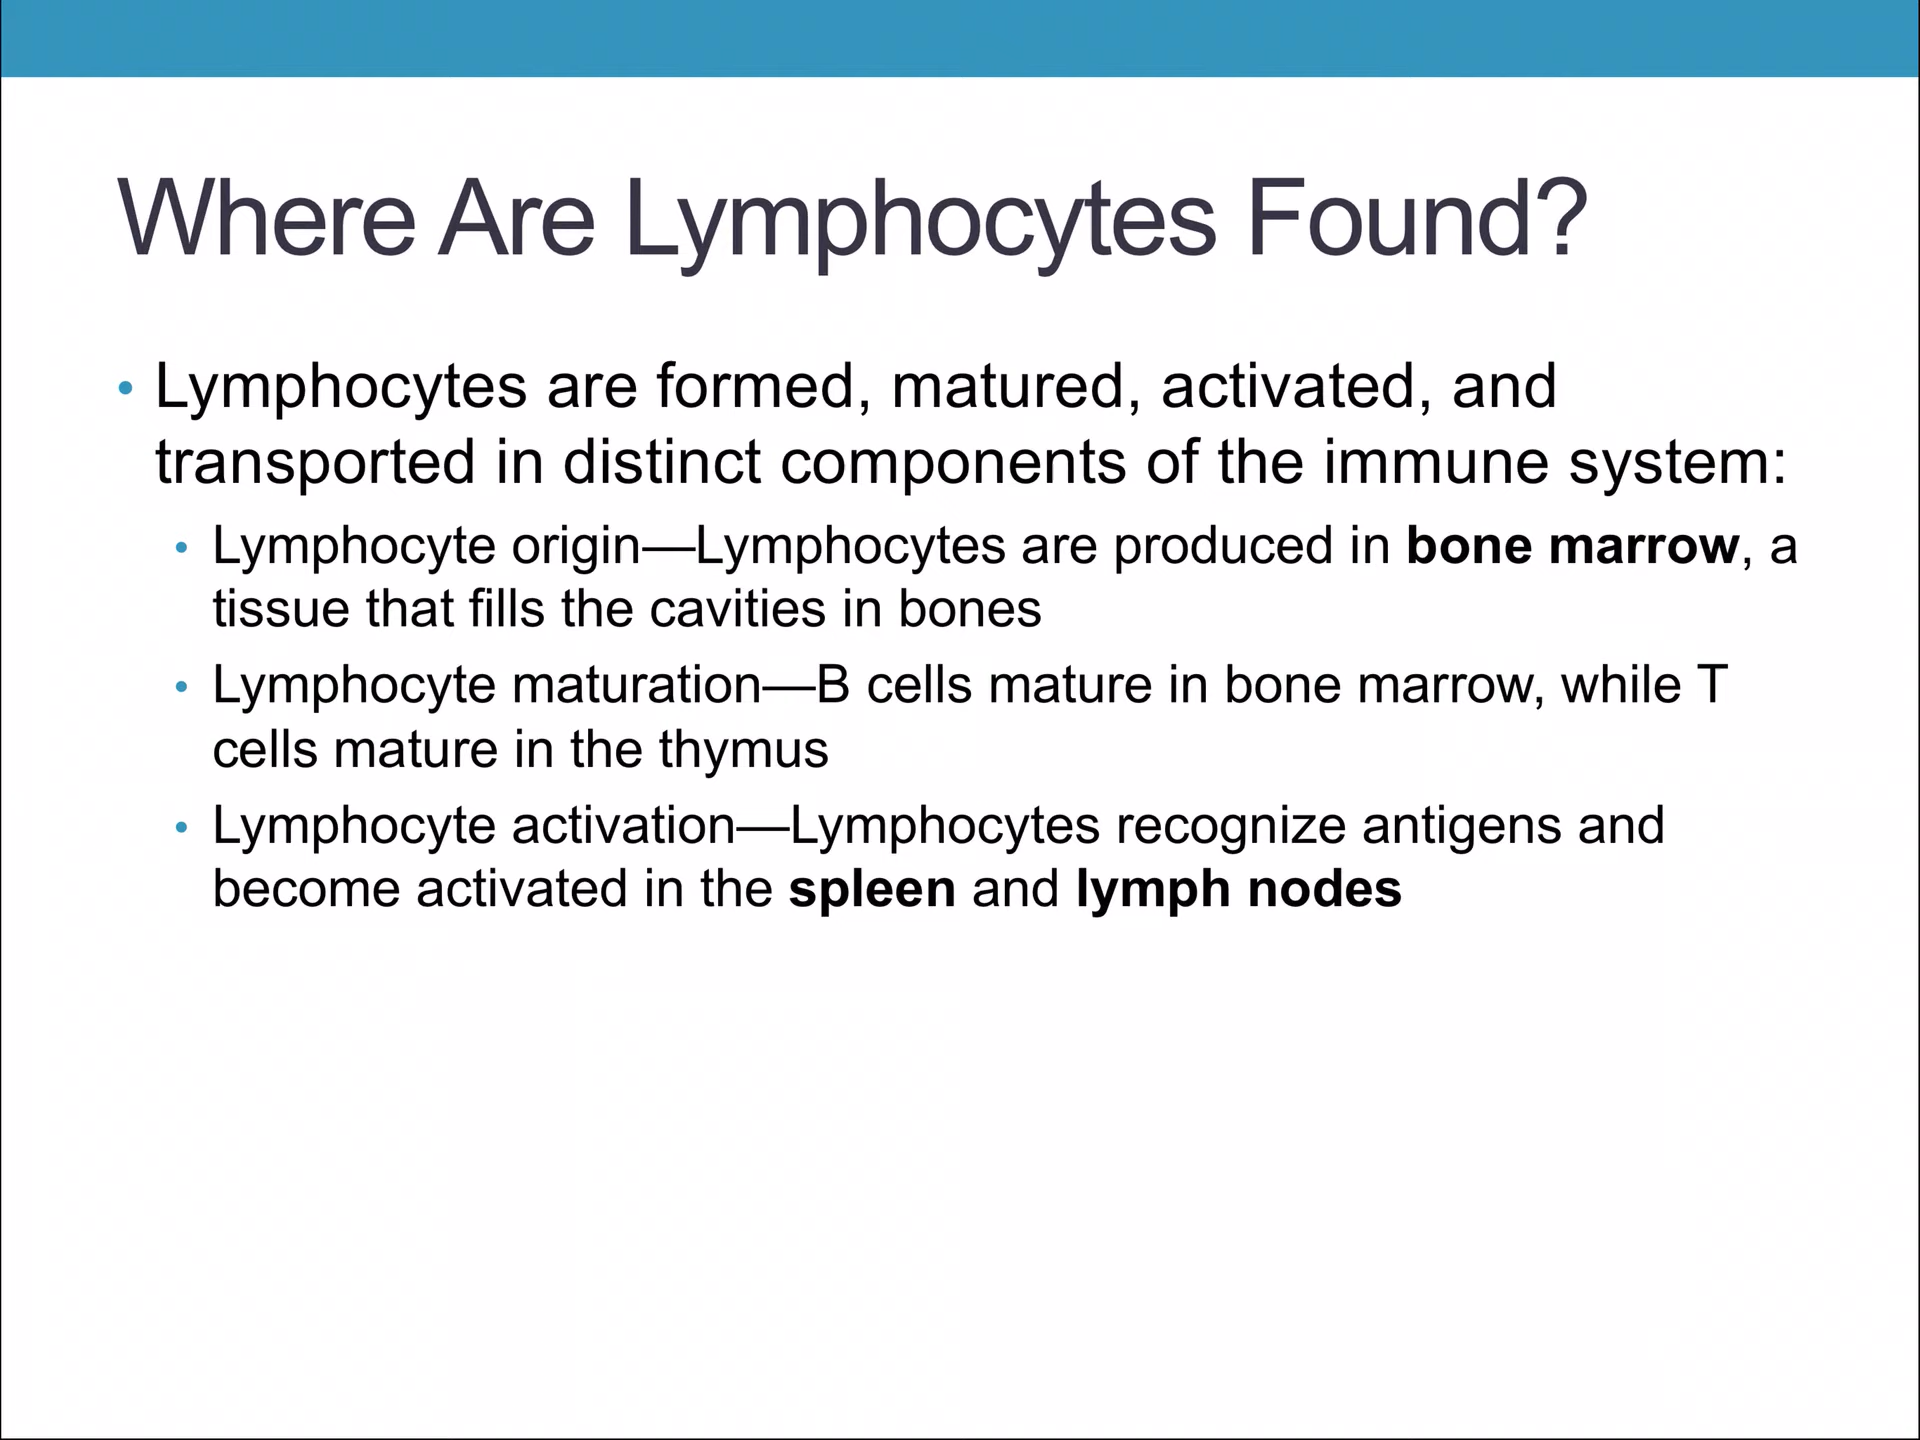 Where Are Lymphocytes Found?
• Lymphocytes are formed, matured, activated, and
transported in distinct components of the immune system:
• Lymphocyte origin—Lymphocytes are produced in bone marrow, a
tissue that fills the cavities in bones
• Lymphocyte maturation—B cells mature in bone marrow, while T
cells mature in the thymus
• Lymphocyte activation—Lymphocytes recognize antigens and
become activated in the spleen and lymph nodes